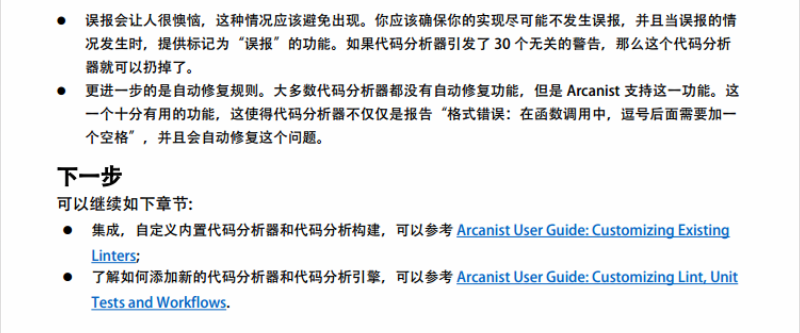 ● 误报会让人很懊恼，这种情况应该避免出现。你应该确保你的实现尽可能不发生误报，并且当误报的情
况发生时，提供标记为“误报”的功能。如果代码分析器引发了 30 个无关的警告，那么这个代码分析
器就可以扔掉了。
● 更进一步的是自动修复规则。大多数代码分析器都没有自动修复功能，但是 Arcanist 支持这一功能。这
一个十分有用的功能，这使得代码分析器不仅仅是报告“格式错误：在函数调用中，逗号后面需要加一
个空格”，并且会自动修复这个问题。
下一步
可以继续如下章节:
● 集成，自定义内置代码分析器和代码分析构建，可以参考 Arcanist User Guide: Customizing Existing
Linters;
● 了解如何添加新的代码分析器和代码分析引擎，可以参考 Arcanist User Guide: Customizing Lint, Unit
Tests and Workflows.